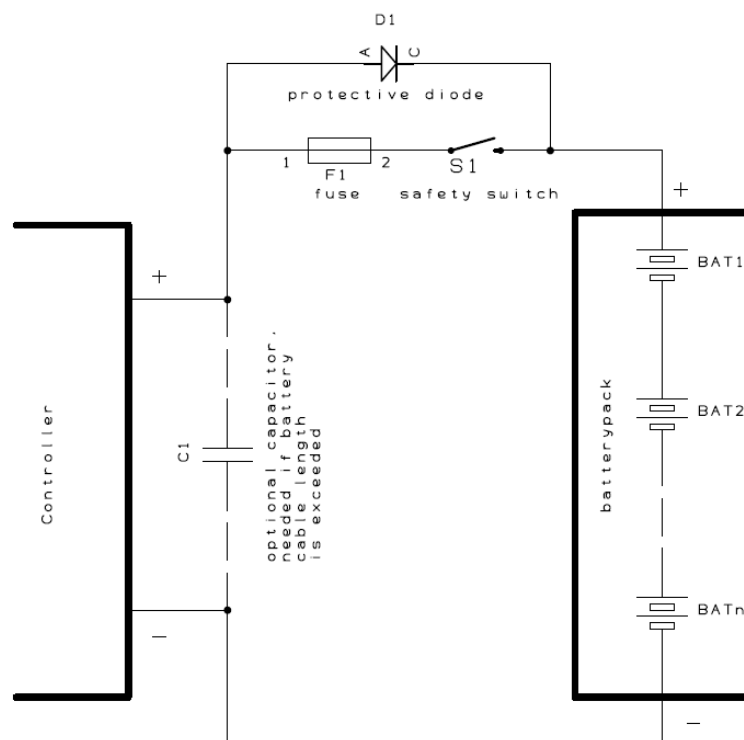 D1
A
C
protective diode
1
F1
2
S1
fuse
safety switch
+
+
BAT1
BAT2
BATn
Controller
C1
optional capacitor.
needed if battery
cable length
is exceeded
batterypack
-
-